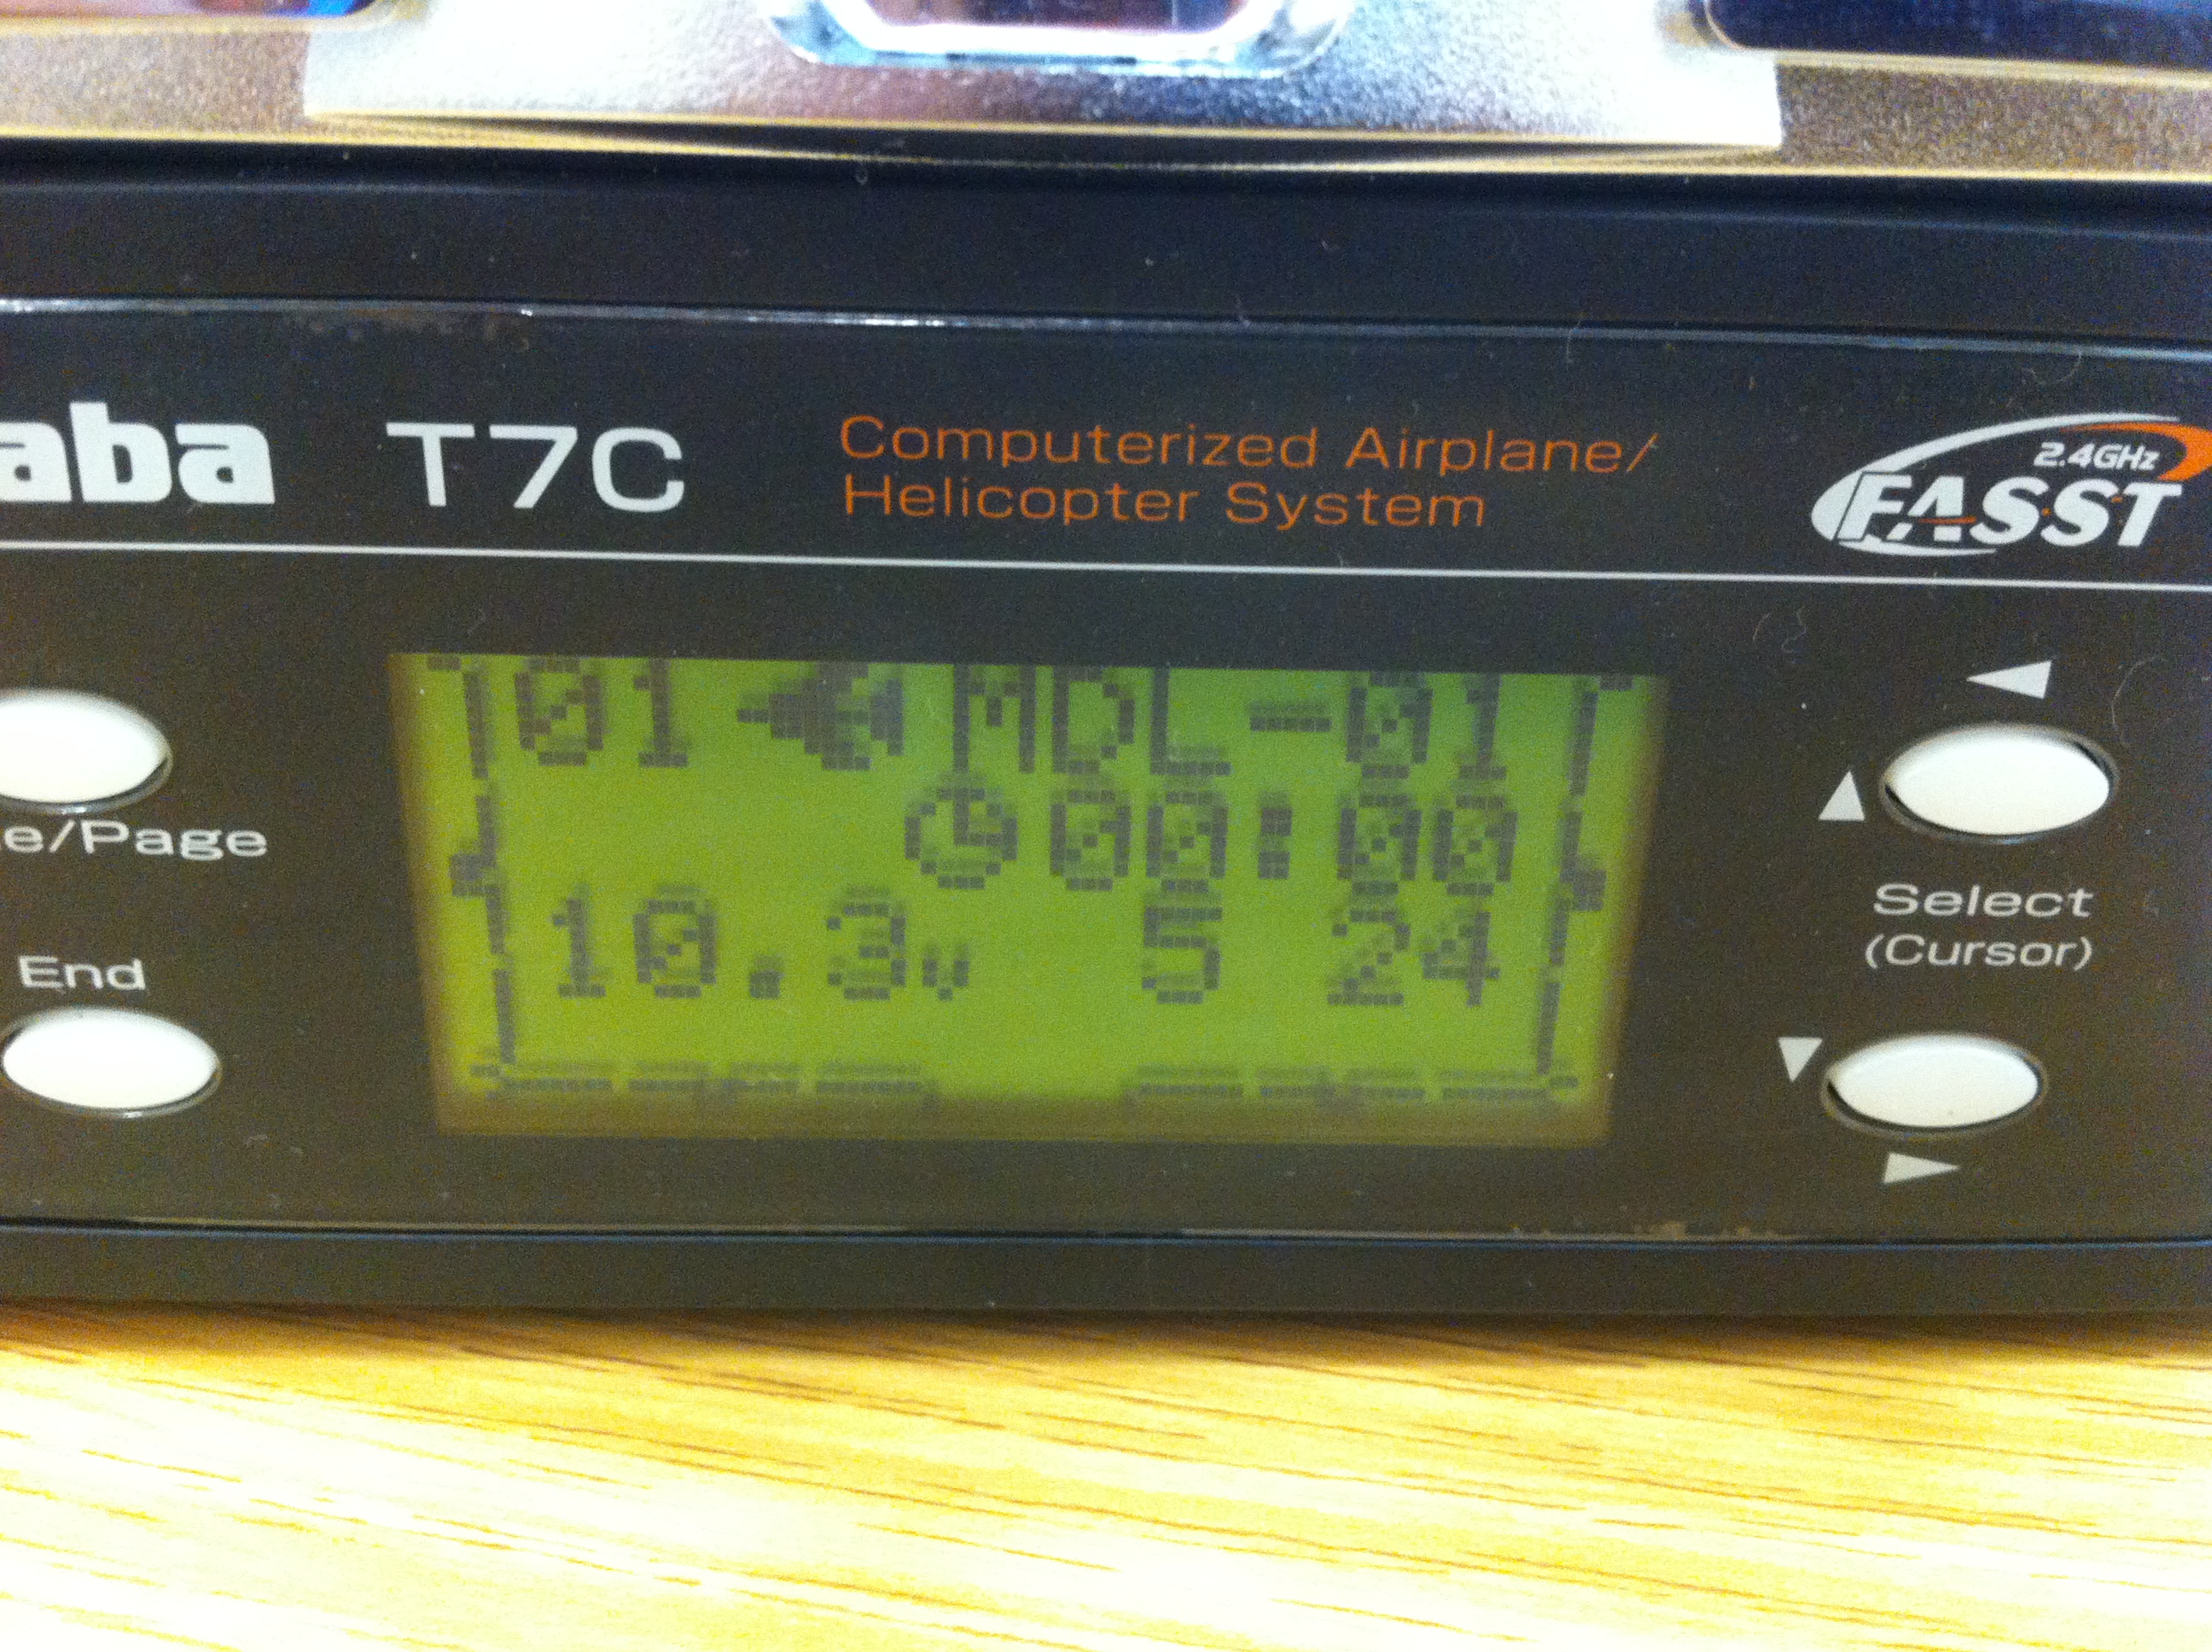 aba T7C
Computerized Airplane/
Helicopter System
2.4GHz
FASST
01 MDL-01
00:00
10.3v 5 24
e/Page
End
Select
(Cursor)